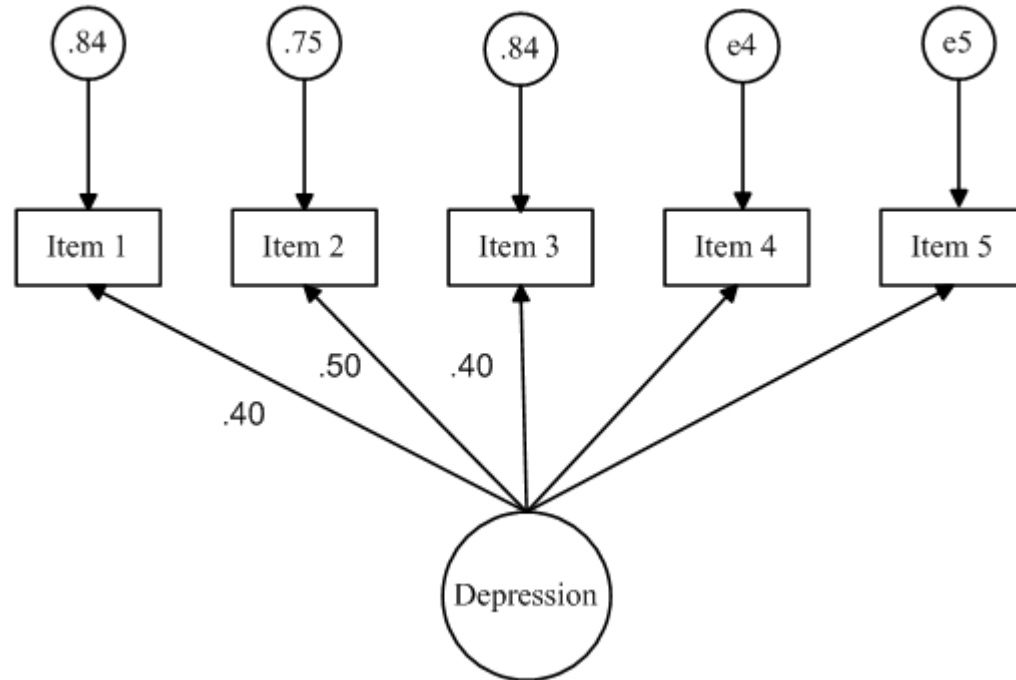 .84
.75
.84
e4
e5
Item 1
Item 2
Item 3
Item 4
Item 5
.50
.40
.40
Depression